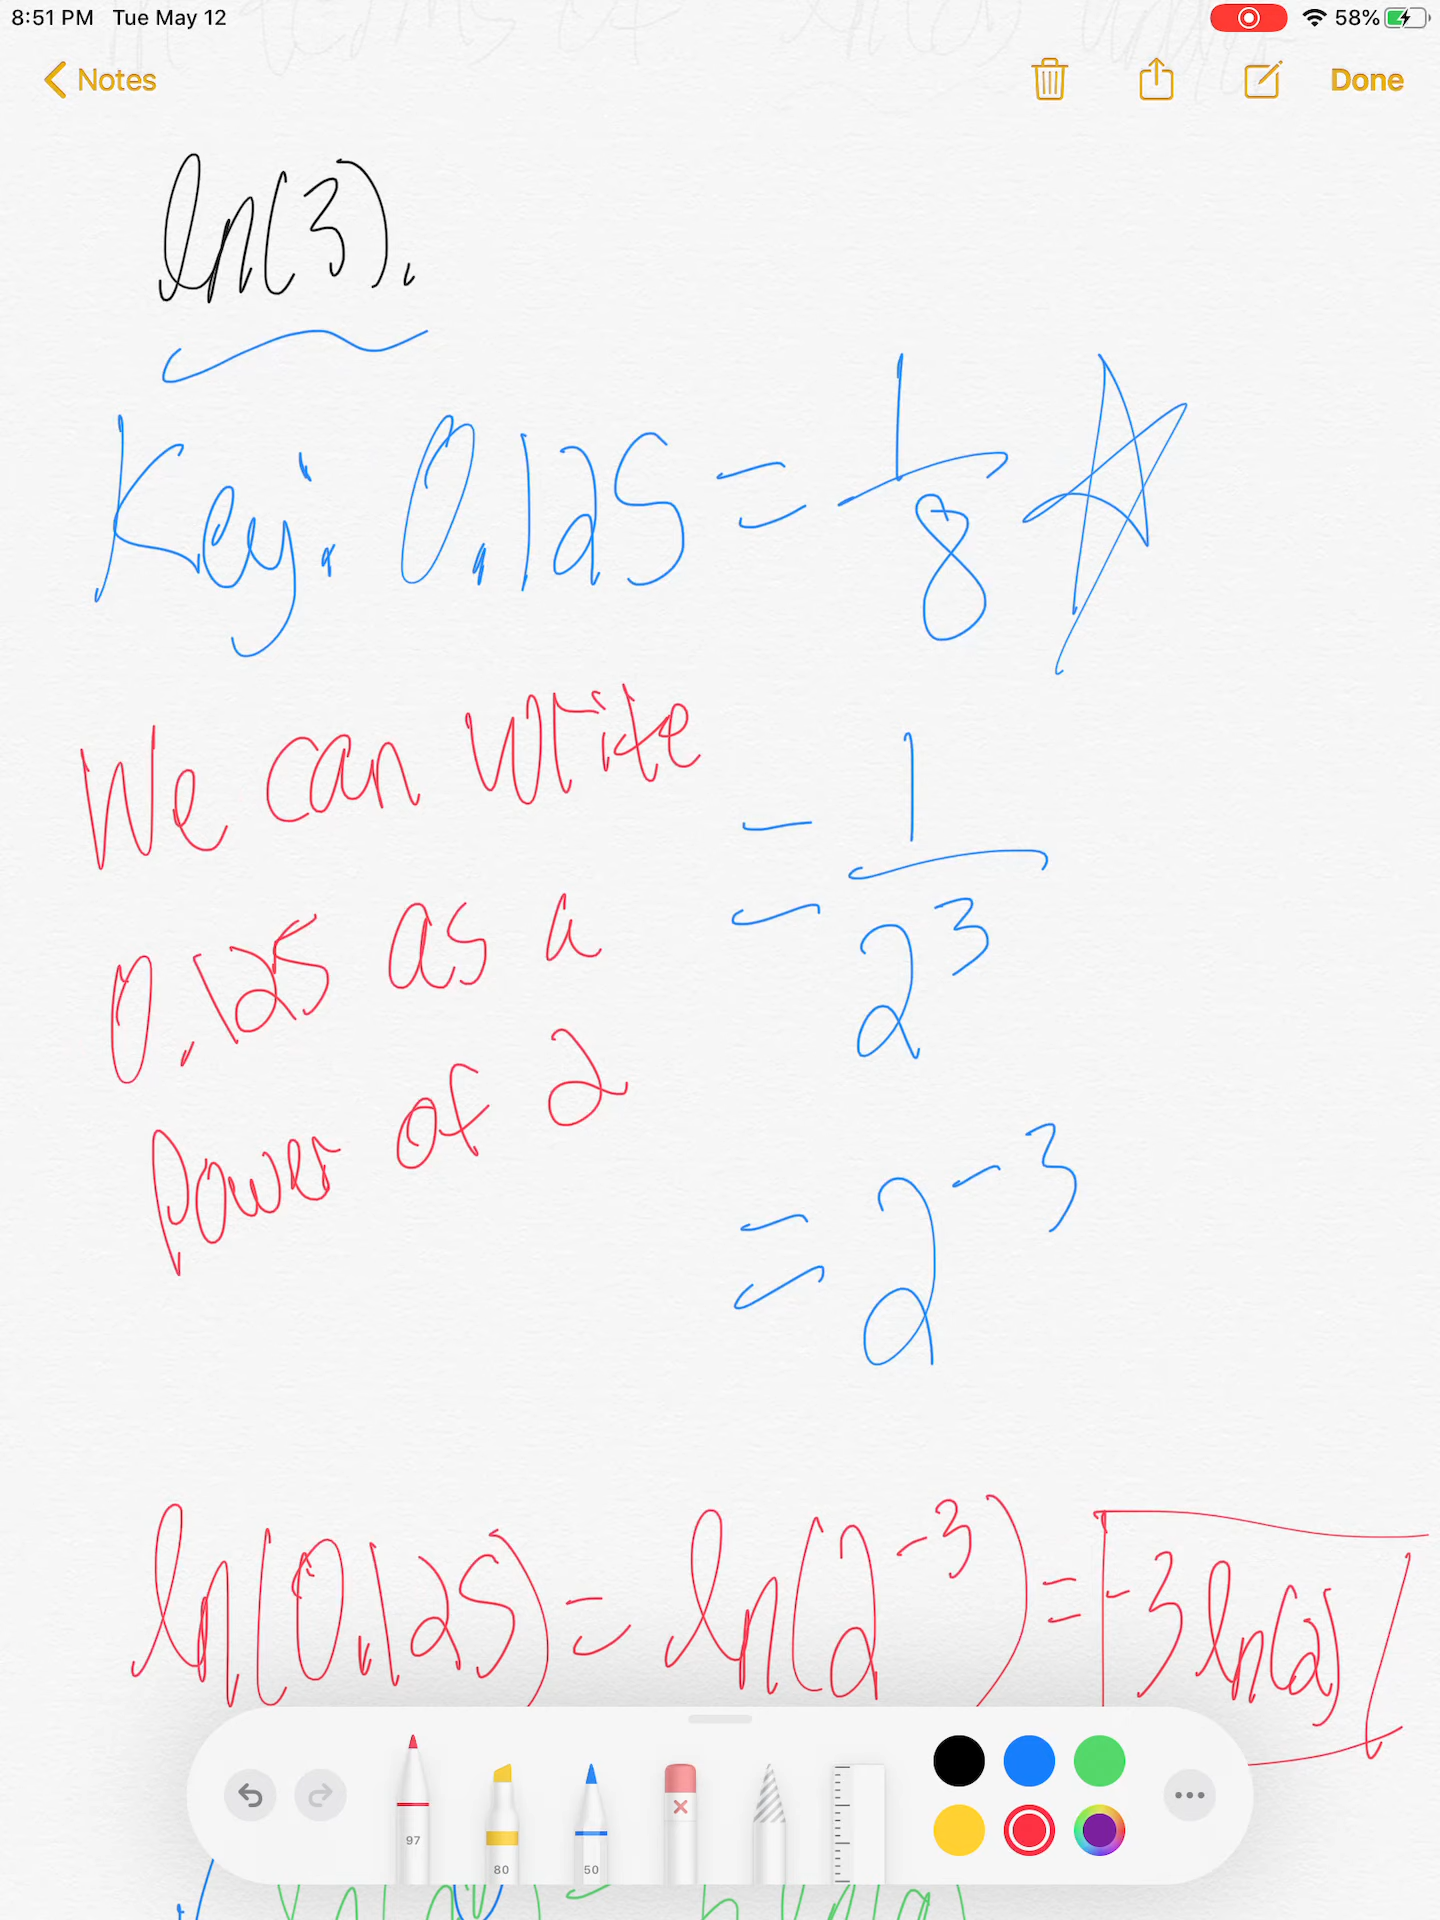 8:51 PM Tue May 12 58%
Notes Done
ln(3).
Key: 0.125 = 1/8
We can write = 1/2^3
0.125 as a
power of 2
= 2^-3
ln(0.125) = ln(2^-3) = -3 ln(2)
97 80 50